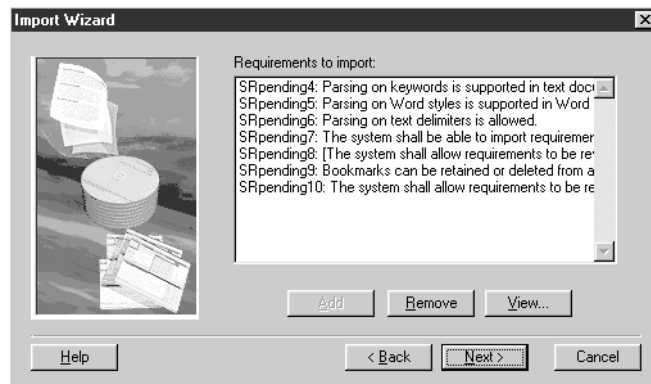 Import Wizard
Requirements to import:
SRpending4: Parsing on keywords is supported in text docu
SRpending5: Parsing on Word styles is supported in Word
SRpending6: Parsing on text delimiters is allowed.
SRpending7: The system shall be able to import requiremer
SRpending8: [The system shall allow requirements to be re
SRpending9: Bookmarks can be retained or deleted from a
SRpending10: The system shall allow requirements to be re
Add Remove View...
Help < Back Next > Cancel